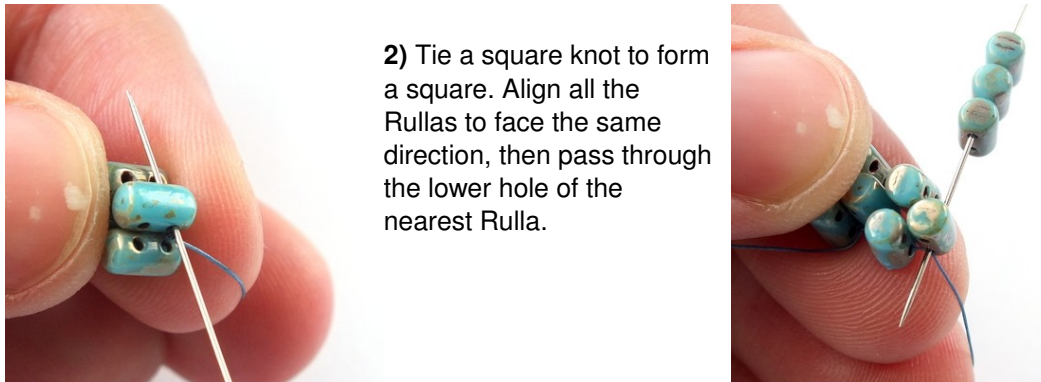 2) Tie a square knot to form
a square. Align all the
Rullas to face the same
direction, then pass through
the lower hole of the
nearest Rulla.